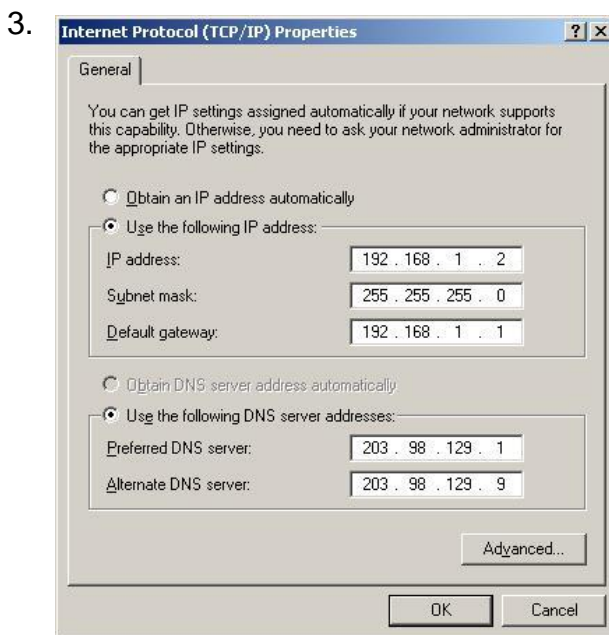 3.
Internet Protocol (TCP/IP) Properties
General
You can get IP settings assigned automatically if your network supports
this capability. Otherwise, you need to ask your network administrator for
the appropriate IP settings.
Obtain an IP address automatically
Use the following IP address:
IP address: 192 . 168 . 1 . 2
Subnet mask: 255 . 255 . 255 . 0
Default gateway: 192 . 168 . 1 . 1
Obtain DNS server address automatically
Use the following DNS server addresses:
Preferred DNS server: 203 . 98 . 129 . 1
Alternate DNS server: 203 . 98 . 129 . 9
Advanced...
OK Cancel